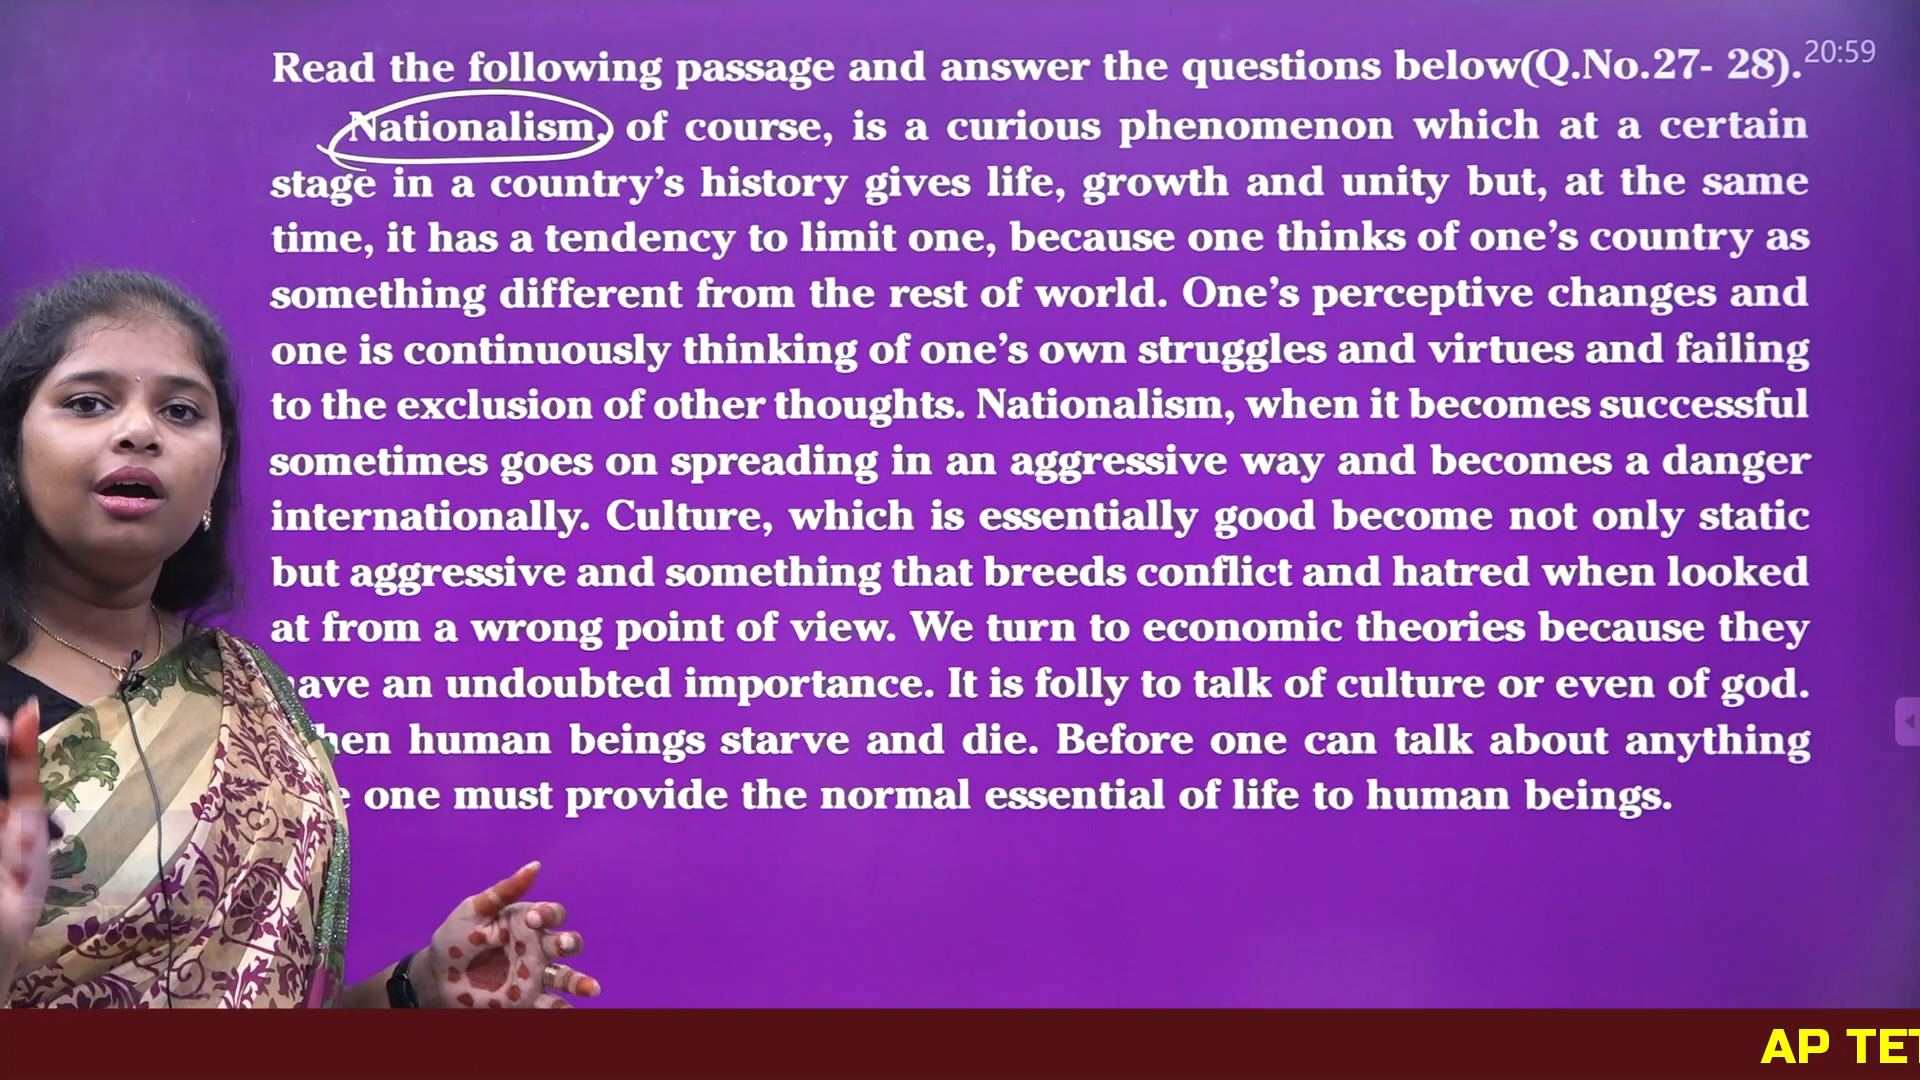 Read the following passage and answer the questions below(Q.No.27- 28).
20:59
Nationalism, of course, is a curious phenomenon which at a certain
stage in a country’s history gives life, growth and unity but, at the same
time, it has a tendency to limit one, because one thinks of one’s country as
something different from the rest of world. One’s perceptive changes and
one is continuously thinking of one’s own struggles and virtues and failing
to the exclusion of other thoughts. Nationalism, when it becomes successful
sometimes goes on spreading in an aggressive way and becomes a danger
internationally. Culture, which is essentially good become not only static
but aggressive and something that breeds conflict and hatred when looked
at from a wrong point of view. We turn to economic theories because they
have an undoubted importance. It is folly to talk of culture or even of god.
human beings starve and die. Before one can talk about anything
one must provide the normal essential of life to human beings.
AP TET